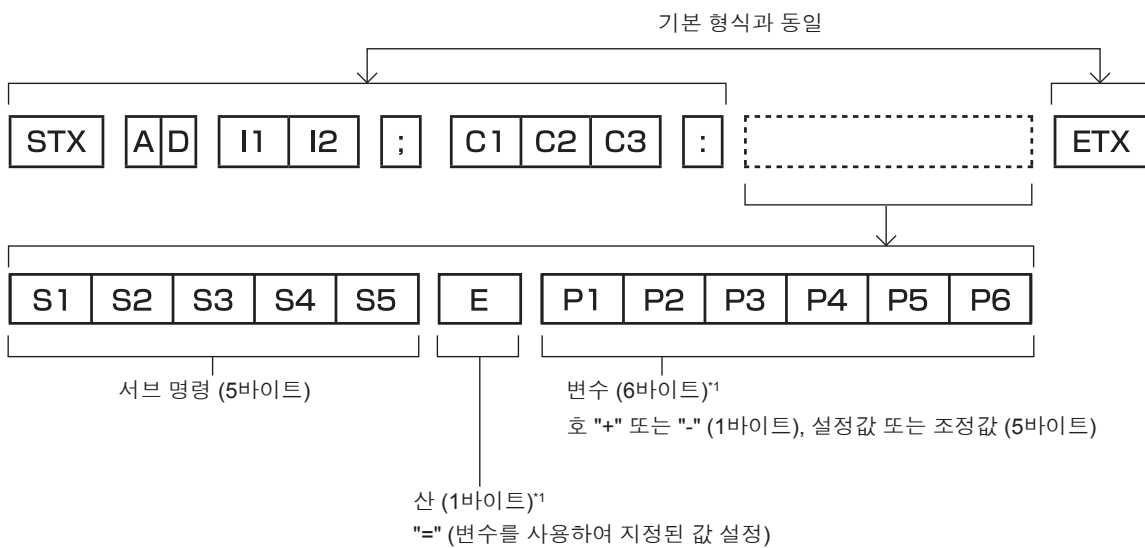 기본 형식과 동일
STX A D I1 I2 ; C1 C2 C3 : ETX
S1 S2 S3 S4 S5 E P1 P2 P3 P4 P5 P6
서브 명령 (5바이트)
변수 (6바이트)*1
호 "+" 또는 "-" (1바이트), 설정값 또는 조정값 (5바이트)
산 (1바이트)*1
"=" (변수를 사용하여 지정된 값 설정)